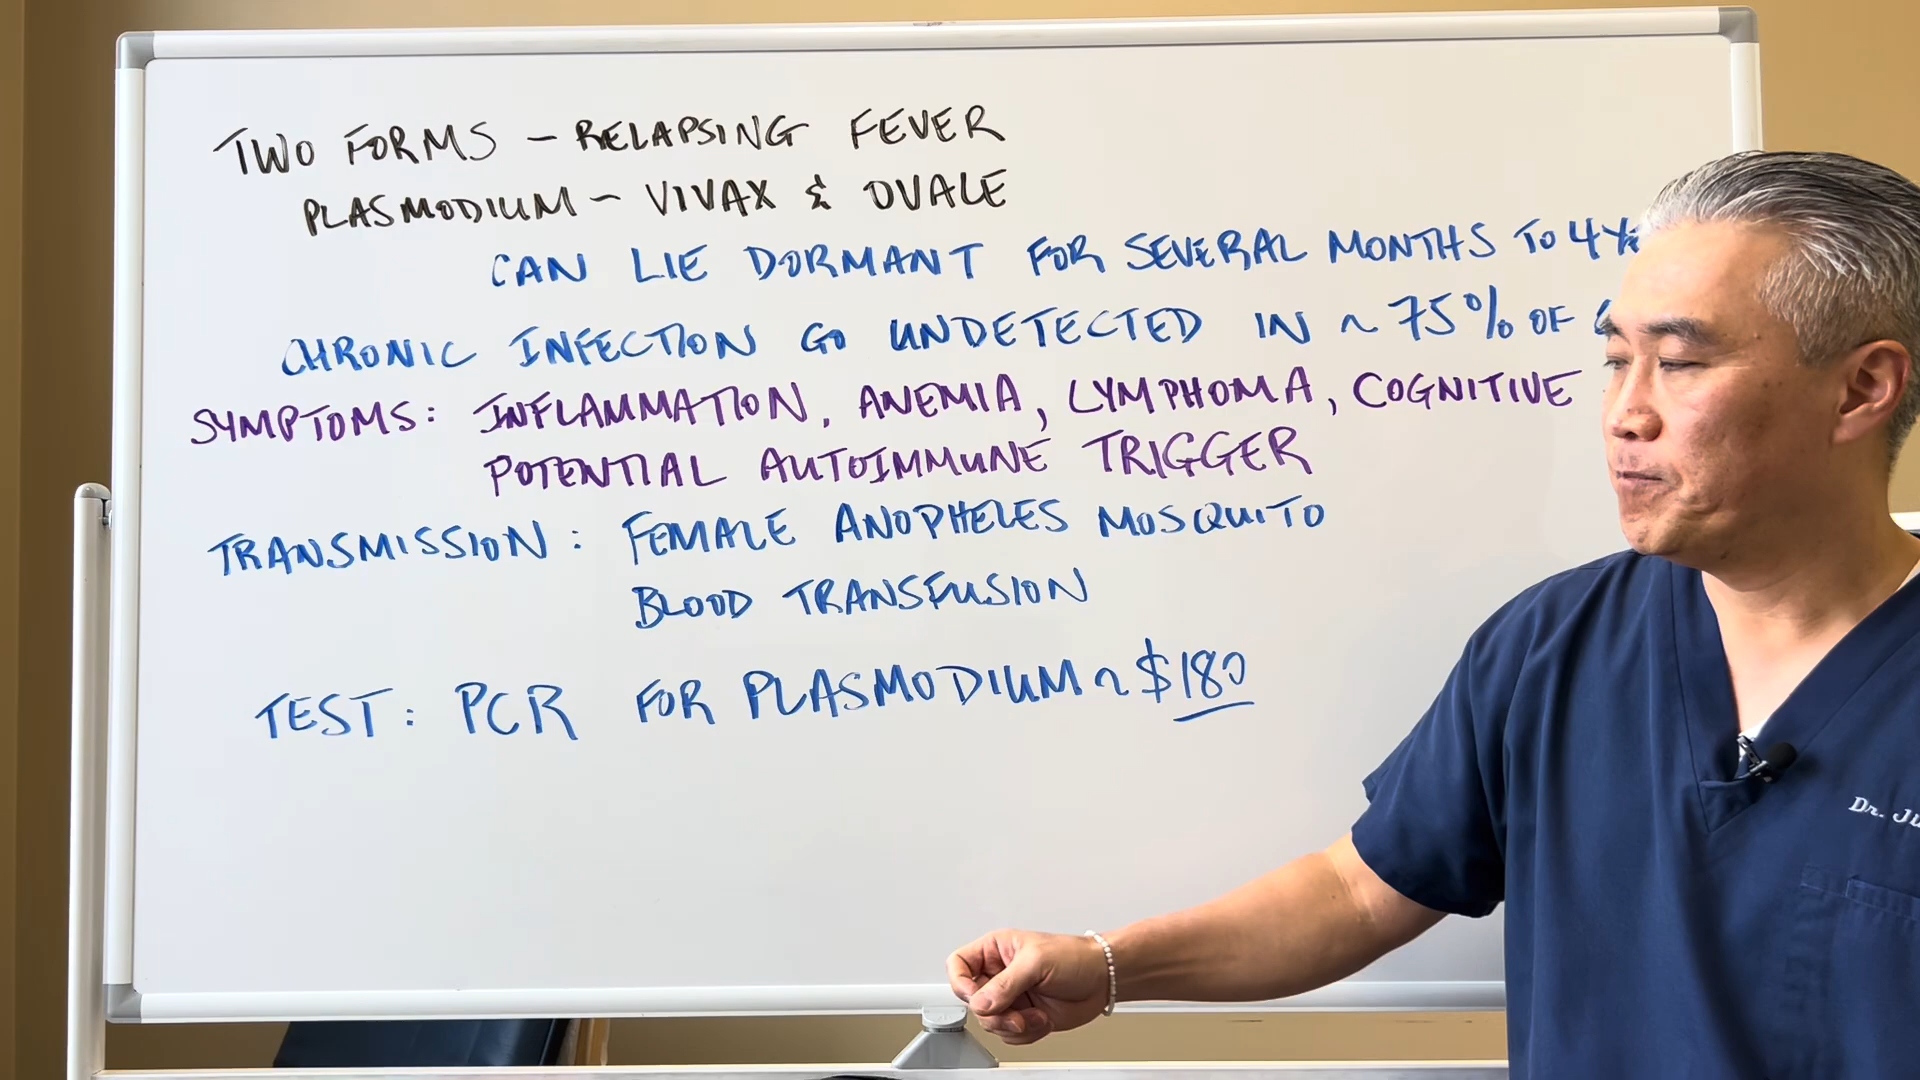 TWO FORMS - RELAPSING FEVER
PLASMODIUM - VIVAX & OVALE
CAN LIE DORMANT FOR SEVERAL MONTHS TO 4
CHRONIC INFECTION GO UNDETECTED IN ~ 75% OF
SYMPTOMS: INFLAMMATION, ANEMIA, LYMPHOMA, COGNITIVE
POTENTIAL AUTOIMMUNE TRIGGER
TRANSMISSION: FEMALE ANOPHELES MOSQUITO
BLOOD TRANSFUSION
TEST: PCR FOR PLASMODIUM ~ $180
Dr.